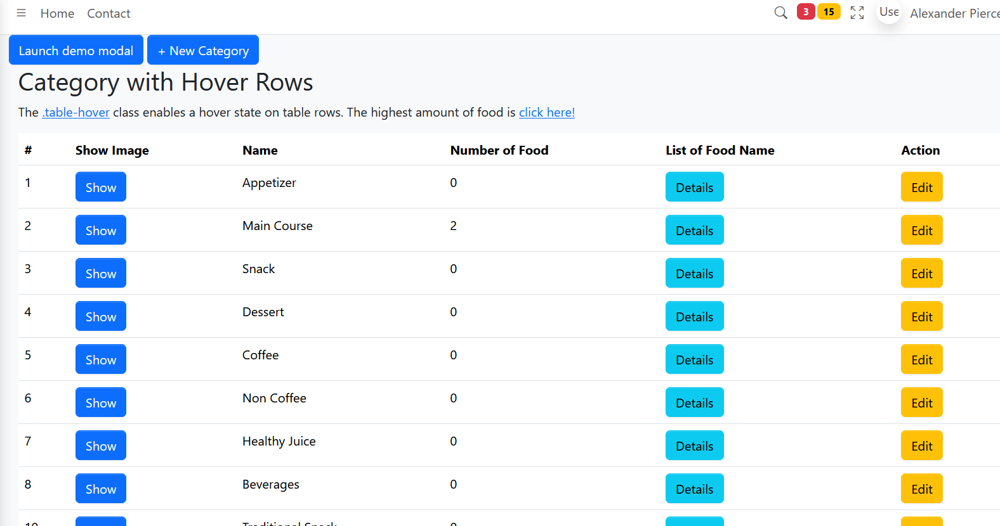 Home Contact 3 15 Use Alexander Pierce
Launch demo modal + New Category
Category with Hover Rows
The .table-hover class enables a hover state on table rows. The highest amount of food is click here!
# Show Image Name Number of Food List of Food Name Action
1 Show Appetizer 0 Details Edit
2 Show Main Course 2 Details Edit
3 Show Snack 0 Details Edit
4 Show Dessert 0 Details Edit
5 Show Coffee 0 Details Edit
6 Show Non Coffee 0 Details Edit
7 Show Healthy Juice 0 Details Edit
8 Show Beverages 0 Details Edit
10 Traditional Snack 0